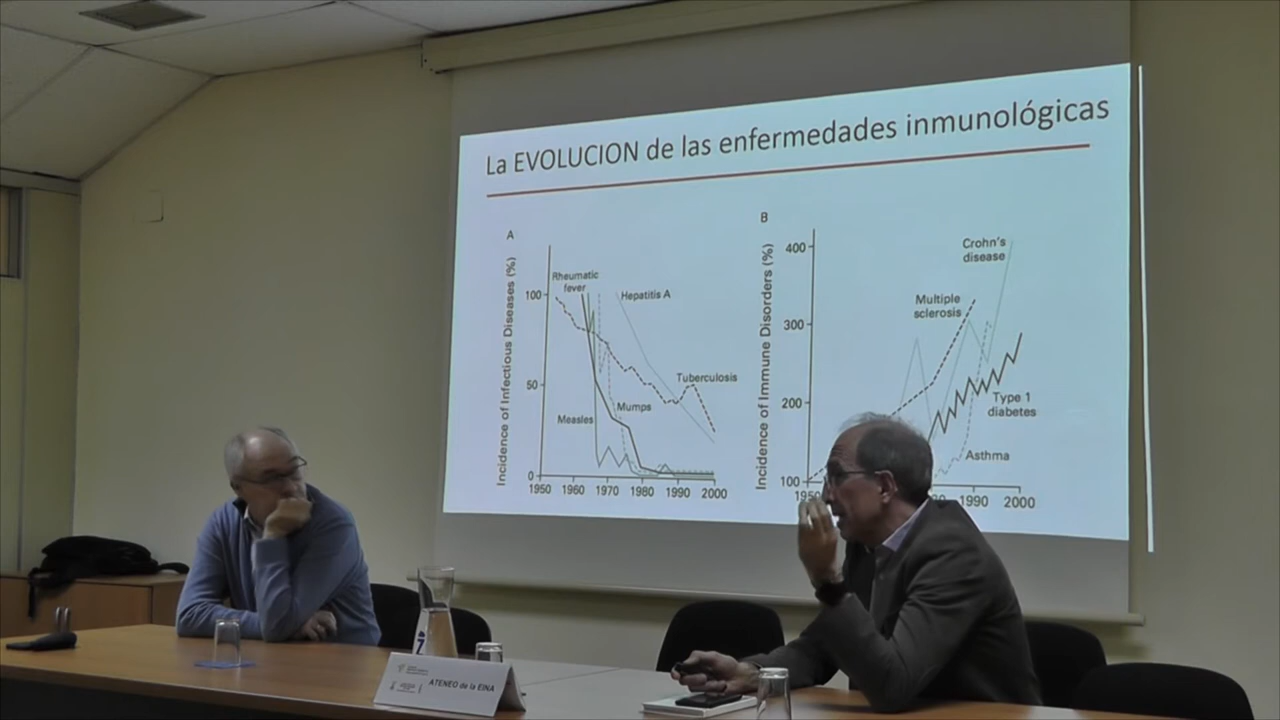 La EVOLUCION de las enfermedades inmunológicas
A
Incidence of Infectious Diseases (%)
100
50
0
1950 1960 1970 1980 1990 2000
Rheumatic
fever
Hepatitis A
Tuberculosis
Mumps
Measles
B
Incidence of Immune Disorders (%)
400
300
200
100
1990 2000
Crohn's
disease
Multiple
sclerosis
Type 1
diabetes
Asthma
ATENEO de la EINA